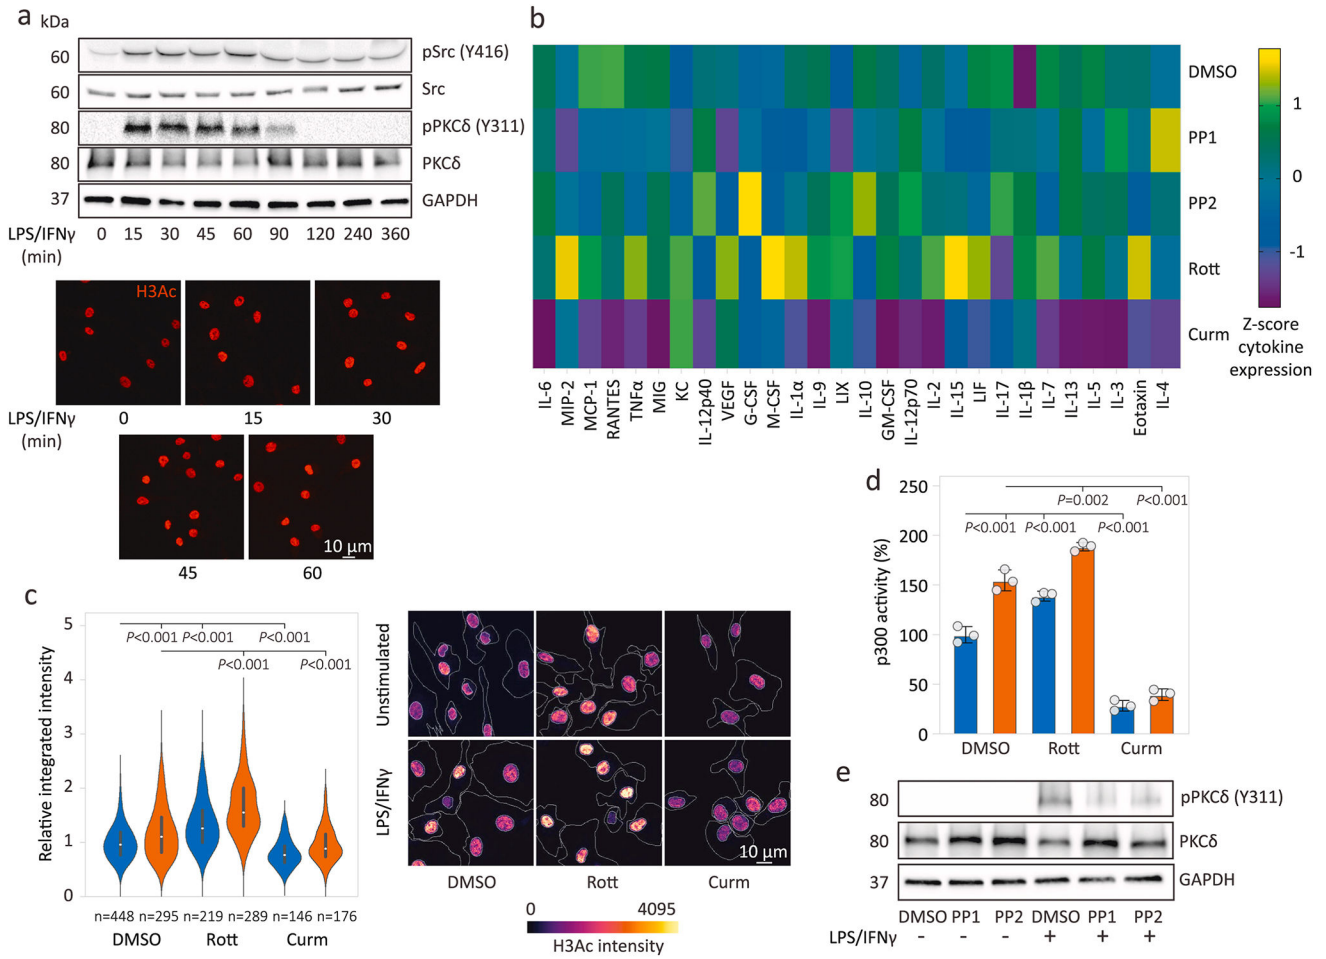 a
kDa
60 pSrc (Y416)
60 Src
80 pPKCδ (Y311)
80 PKCδ
37 GAPDH
LPS/IFNγ 0 15 30 45 60 90 120 240 360
(min)
H3Ac
LPS/IFNγ 0 15 30
(min)
10 µm
45 60
b
DMSO
PP1
PP2
Rott
Curm
IL-6 MIP-2 MCP-1 RANTES TNFα MIG KC IL-12p40 VEGF G-CSF M-CSF IL-1α IL-9 LIX IL-10 GM-CSF IL-12p70 IL-2 IL-15 LIF IL-17 IL-1β IL-7 IL-13 IL-5 IL-3 Eotaxin IL-4
1
0
-1
Z-score
cytokine
expression
c
Relative integrated intensity
5
4
3
2
1
0
P<0.001 P<0.001 P<0.001
P<0.001 P<0.001
n=448 n=295 n=219 n=289 n=146 n=176
DMSO Rott Curm
Unstimulated
LPS/IFNγ
10 µm
DMSO Rott Curm
0 4095
H3Ac intensity
d
p300 activity (%)
250
200
150
100
50
0
P=0.002 P<0.001
P<0.001 P<0.001 P<0.001
DMSO Rott Curm
e
80 pPKCδ (Y311)
80 PKCδ
37 GAPDH
DMSO PP1 PP2 DMSO PP1 PP2
LPS/IFNγ - - - + + +